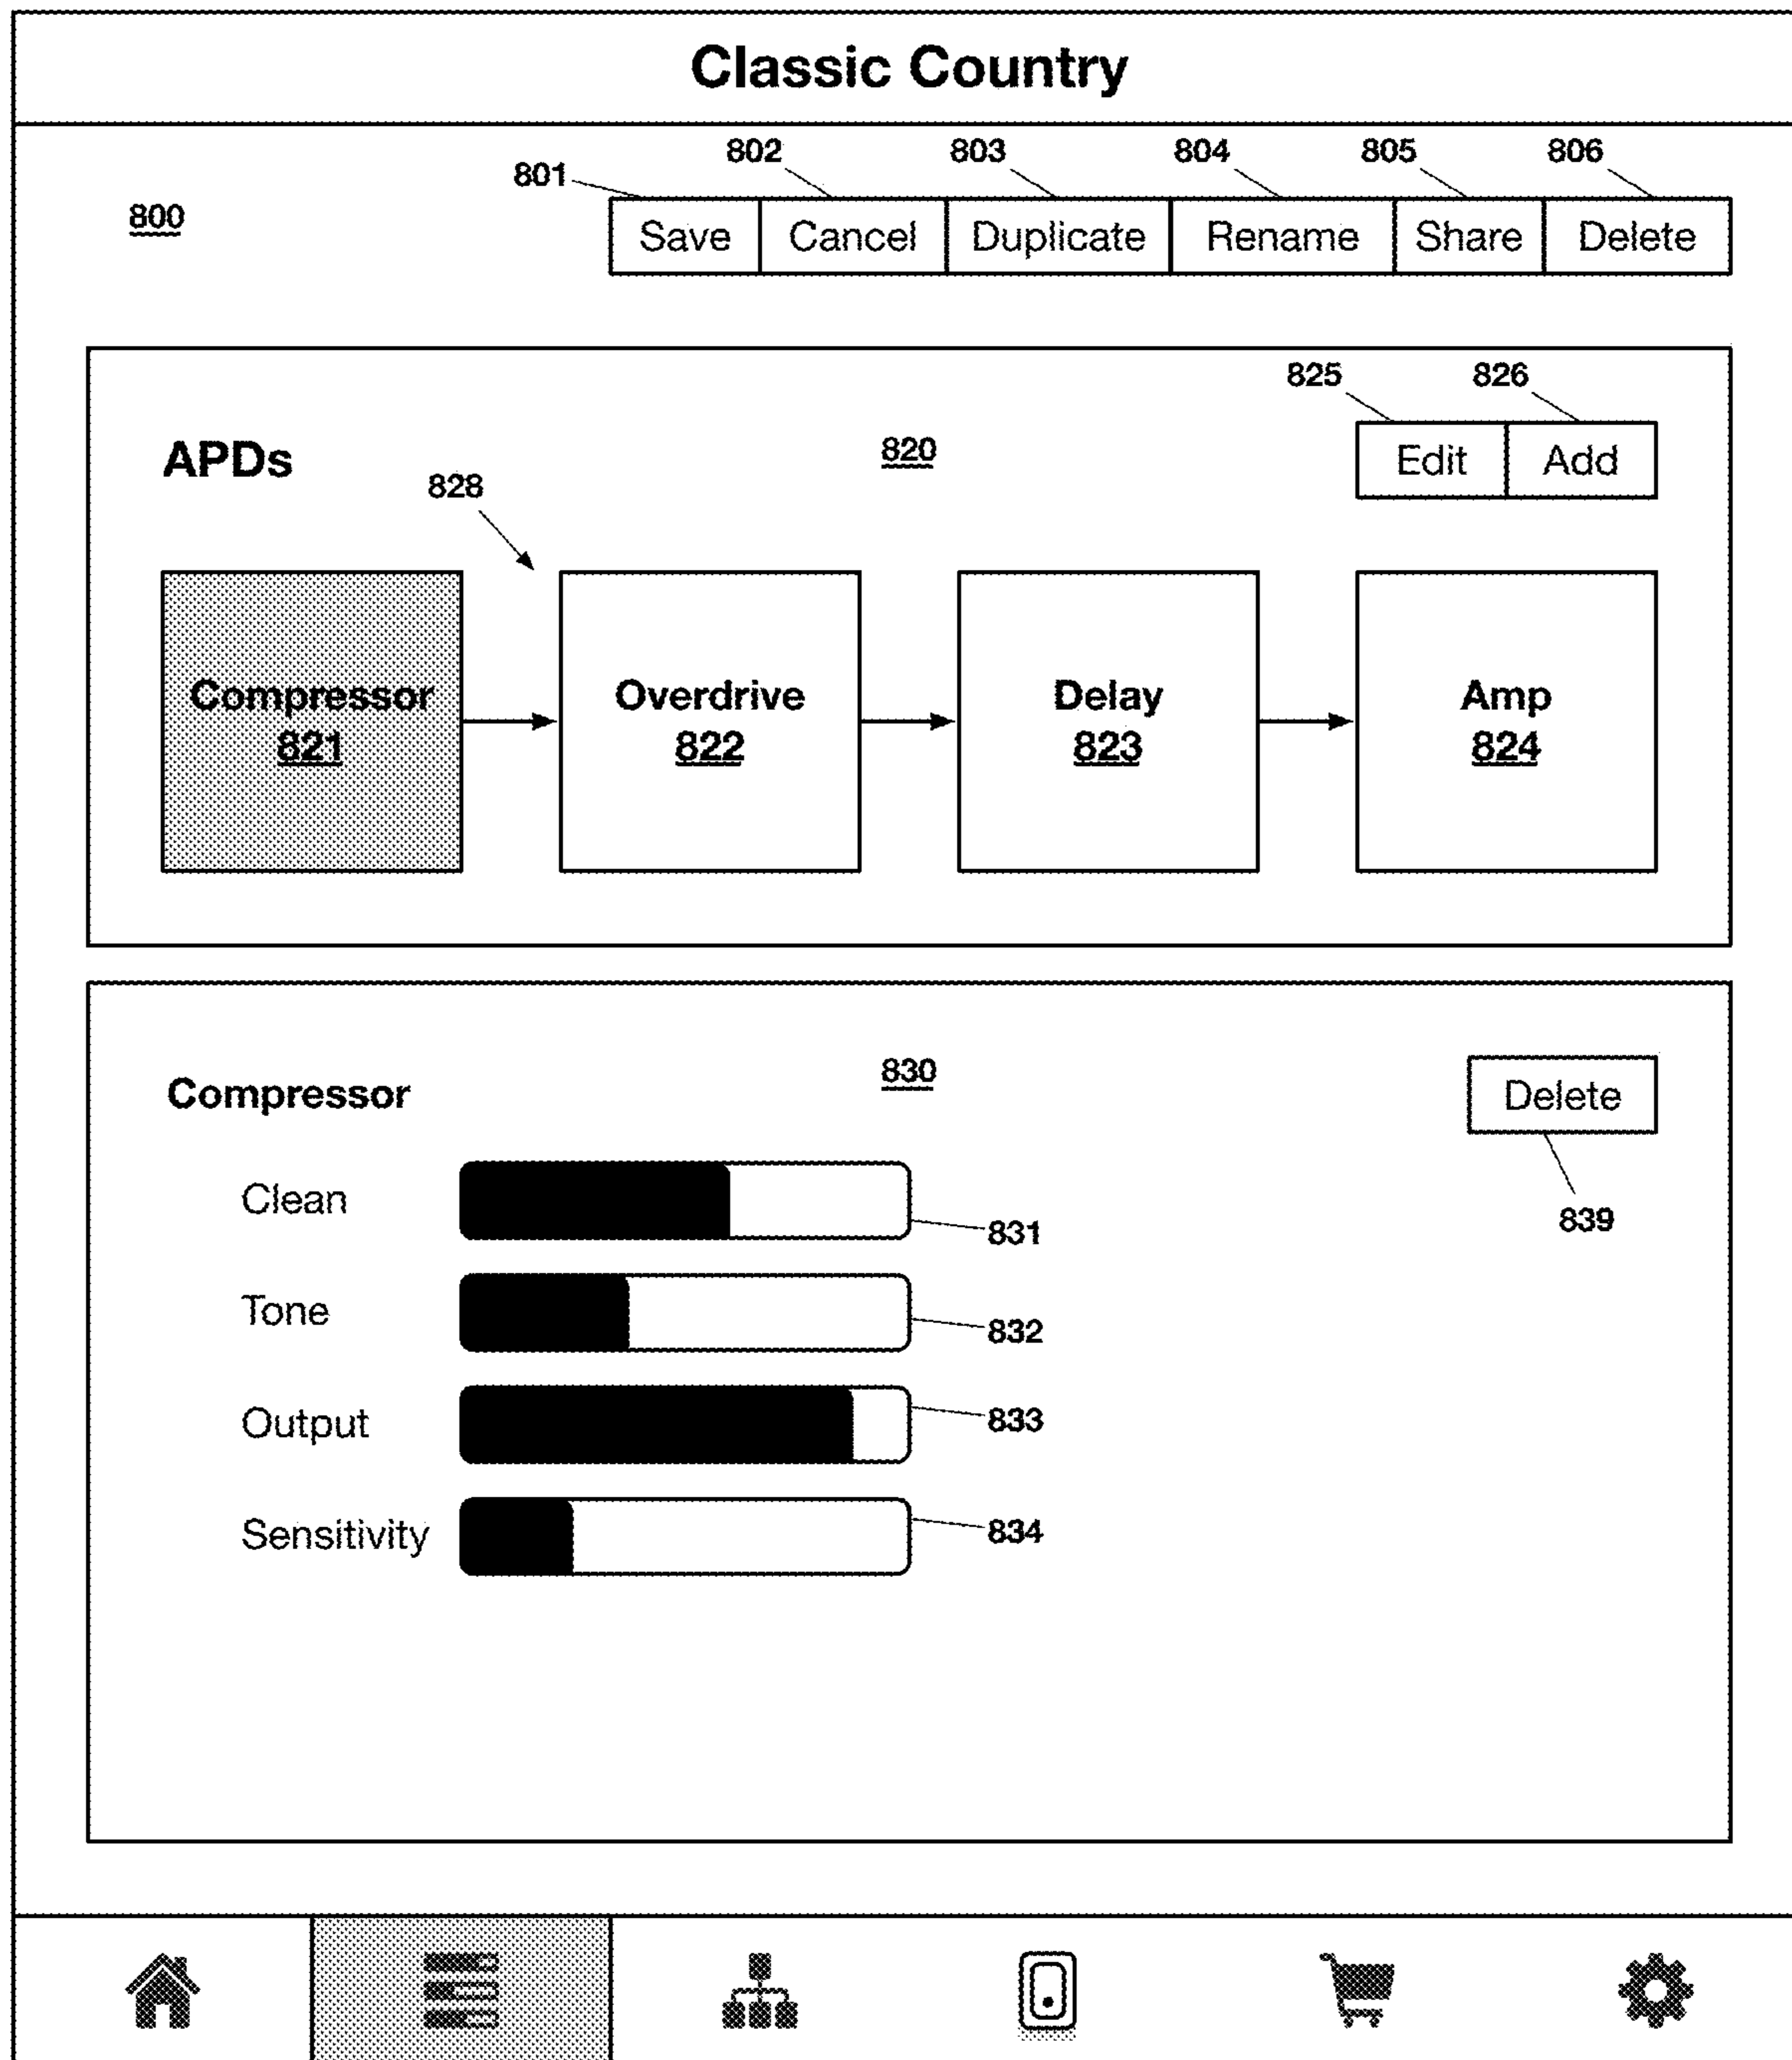 Classic Country
802 803 804 805 806
801
800
Save Cancel Duplicate Rename Share Delete
825 826
820
APDs
Edit Add
828
Compressor Overdrive Delay Amp
821 822 823 824
830
Compressor
Delete
Clean
831
839
Tone
832
Output
833
Sensitivity
834